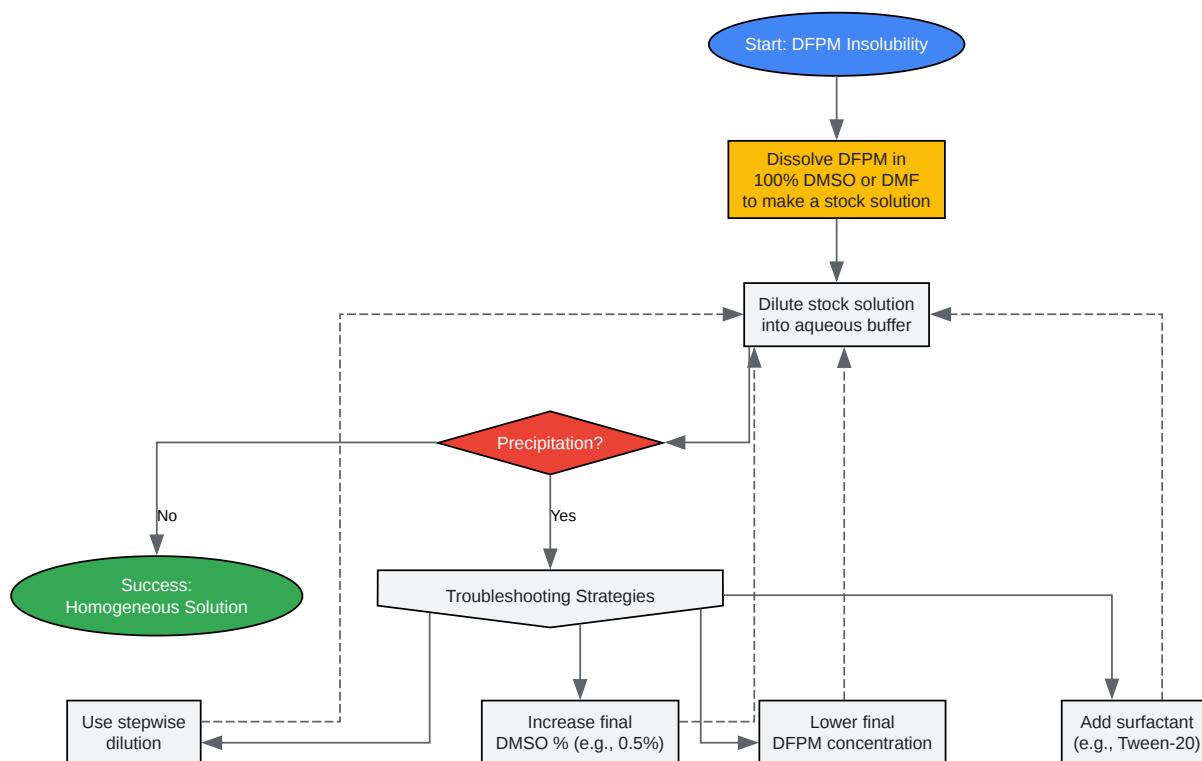 Start: DFPM Insolubility
Dissolve DFPM in
100% DMSO or DMF
to make a stock solution
Dilute stock solution
into aqueous buffer
Precipitation?
No
Yes
Success:
Homogeneous Solution
Troubleshooting Strategies
Use stepwise
dilution
Increase final
DMSO % (e.g., 0.5%)
Lower final
DFPM concentration
Add surfactant
(e.g., Tween-20)